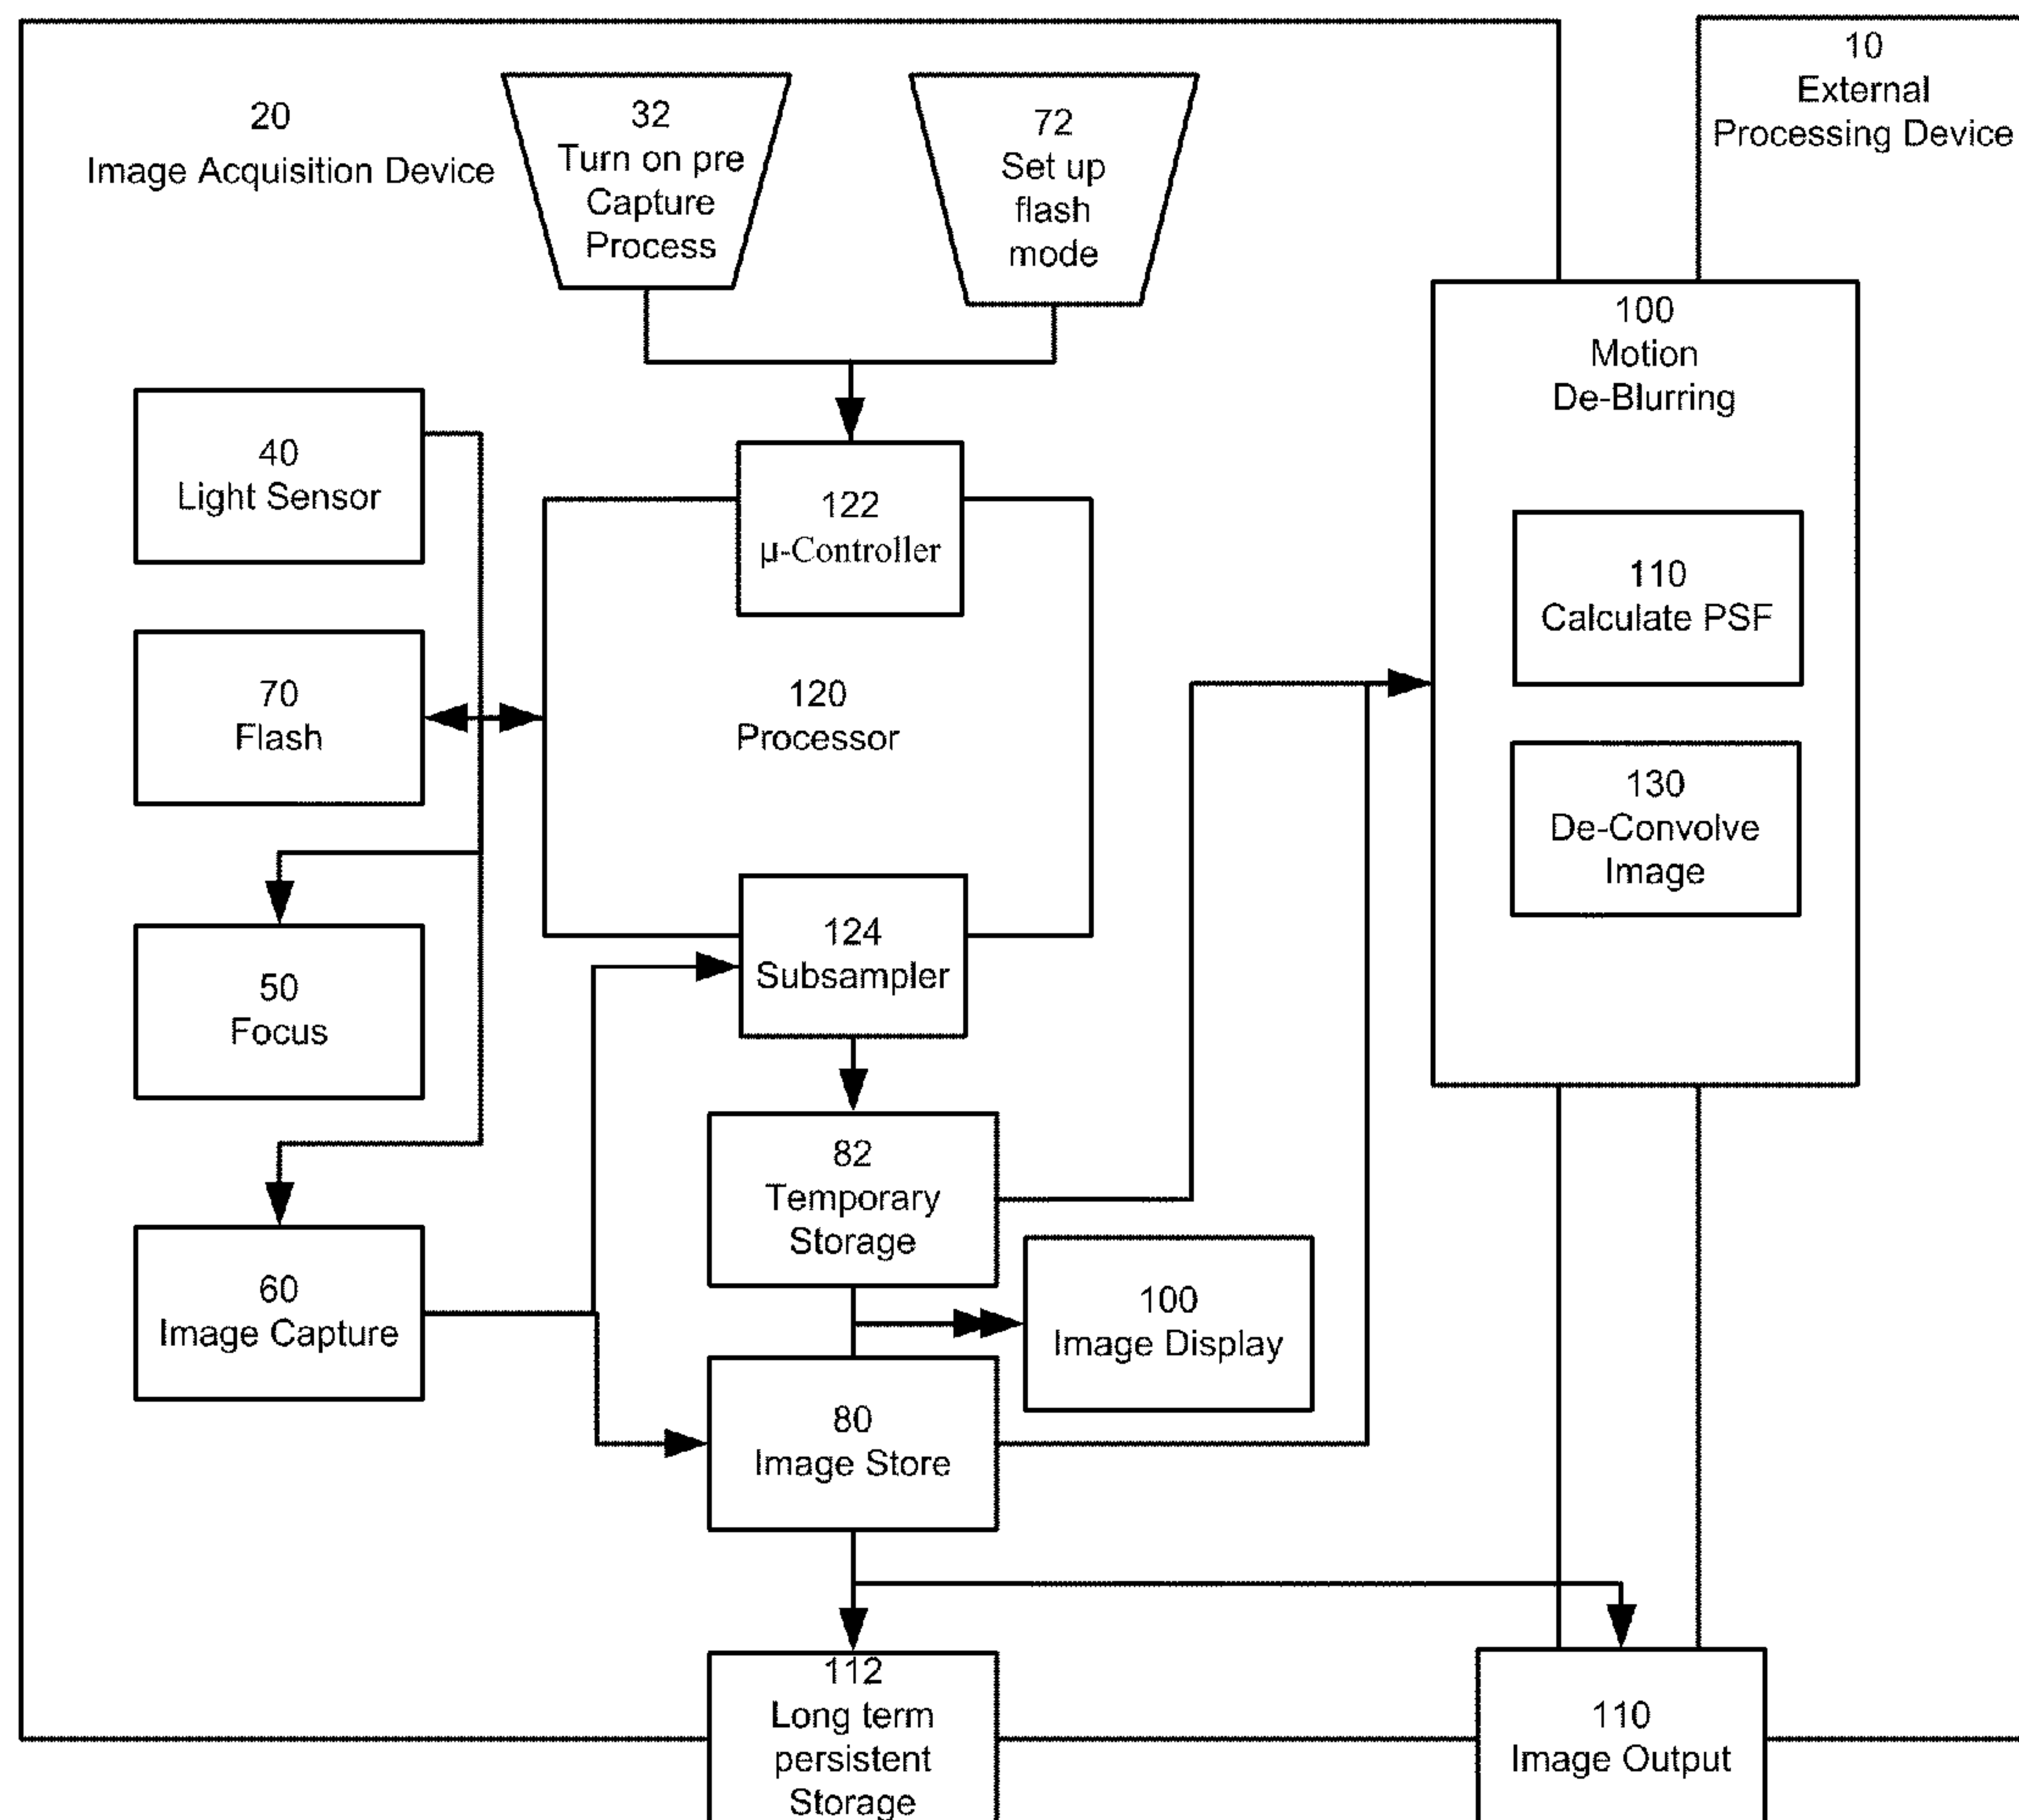 20
Image Acquisition Device
32
Turn on pre
Capture
Process
72
Set up
flash
mode
10
External
Processing Device
100
Motion
De-Blurring
40
Light Sensor
122
μ-Controller
110
Calculate PSF
70
Flash
120
Processor
130
De-Convolve
Image
124
Subsampler
50
Focus
82
Temporary
Storage
60
Image Capture
100
Image Display
80
Image Store
112
Long term
persistent
Storage
110
Image Output